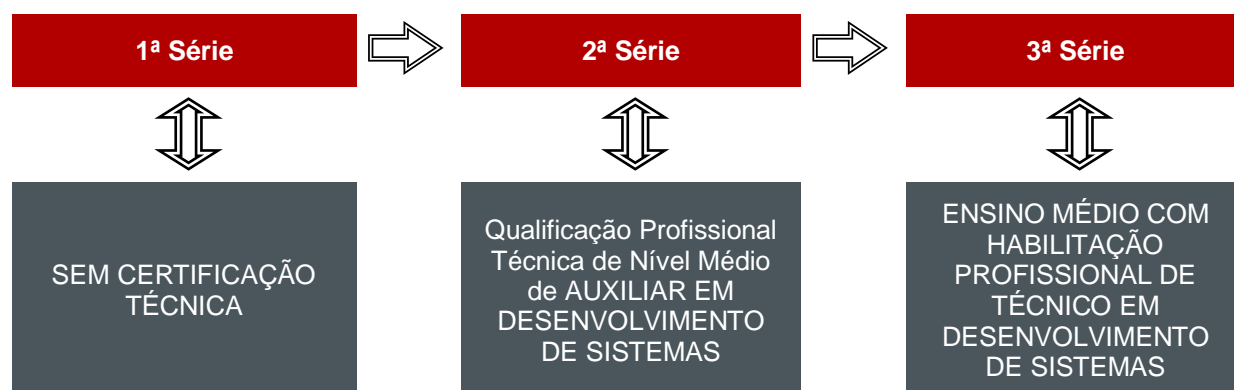 1ª Série
2ª Série
3ª Série
SEM CERTIFICAÇÃO
TÉCNICA
Qualificação Profissional
Técnica de Nível Médio
de AUXILIAR EM
DESENVOLVIMENTO
DE SISTEMAS
ENSINO MÉDIO COM
HABILITAÇÃO
PROFISSIONAL DE
TÉCNICO EM
DESENVOLVIMENTO
DE SISTEMAS